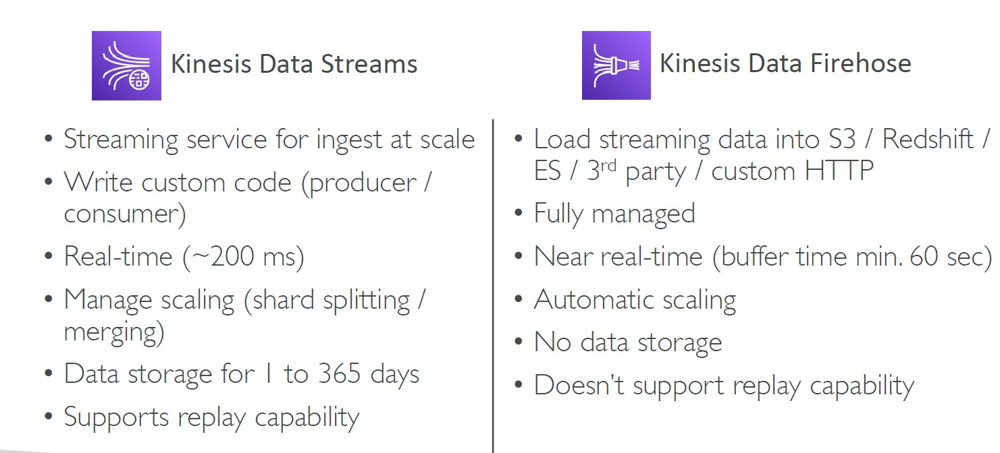 Kinesis Data Streams
• Streaming service for ingest at scale
• Write custom code (producer /
consumer)
• Real-time (~200 ms)
• Manage scaling (shard splitting /
merging)
• Data storage for 1 to 365 days
• Supports replay capability
Kinesis Data Firehose
• Load streaming data into S3 / Redshift /
ES / 3rd party / custom HTTP
• Fully managed
• Near real-time (buffer time min. 60 sec)
• Automatic scaling
• No data storage
• Doesn’t support replay capability